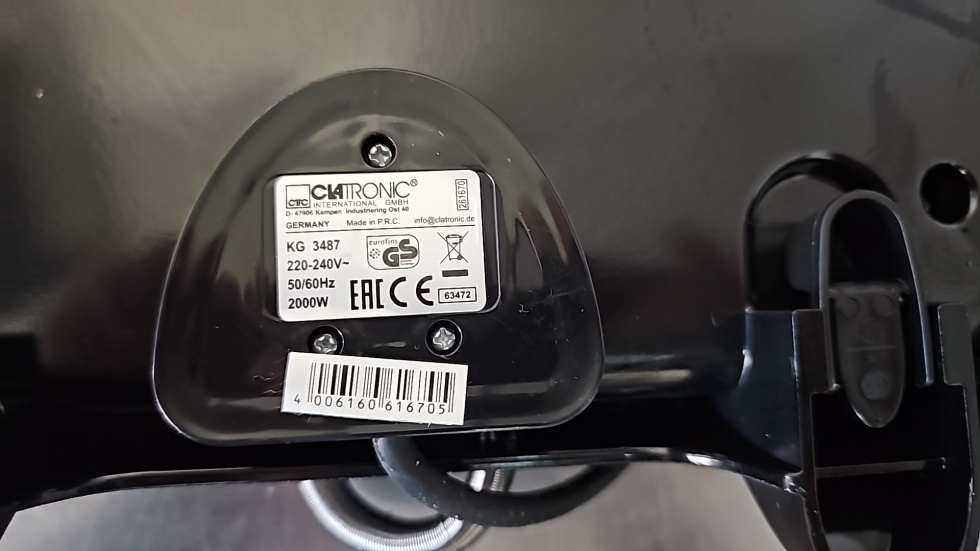 CTC CLATRONIC®
INTERNATIONAL GMBH
D- 47906 Kempen Industriering Ost 40
GERMANY Made in P.R.C. info@clatronic.de
261670
KG 3487
220-240V~
50/60Hz
2000W
eurofins
GS
EAC CE
63472
4 006160 616705